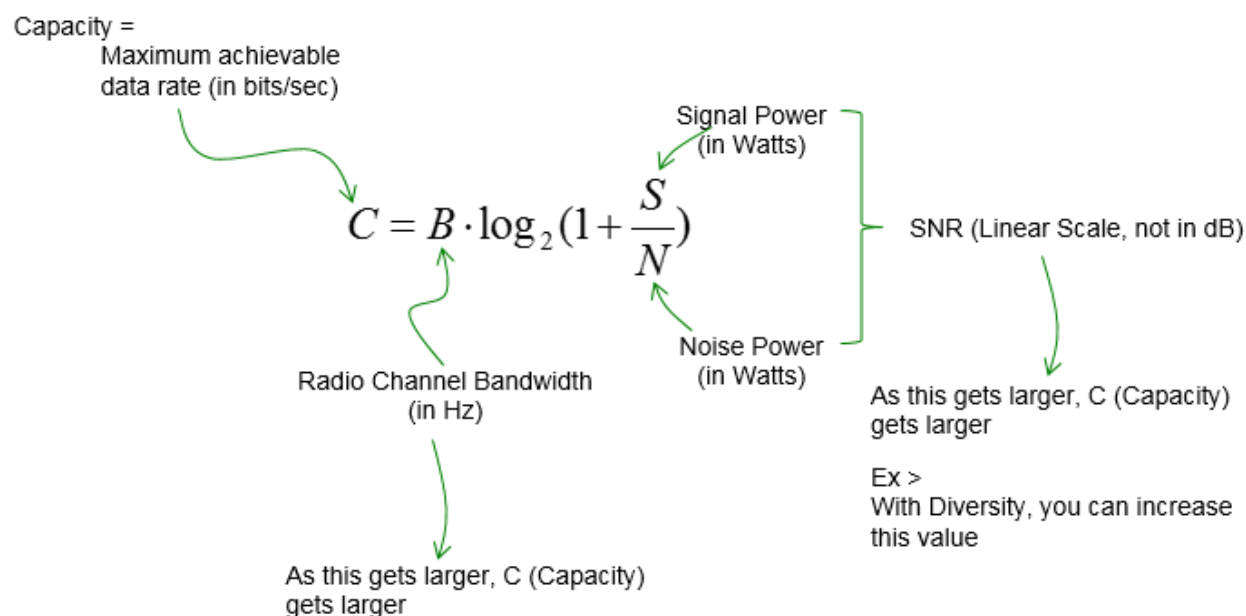 Capacity =
Maximum achievable
data rate (in bits/sec)
Signal Power
(in Watts)
C = B · log₂(1 + S/N)
SNR (Linear Scale, not in dB)
Noise Power
(in Watts)
Radio Channel Bandwidth
(in Hz)
As this gets larger, C (Capacity)
gets larger
Ex >
With Diversity, you can increase
this value
As this gets larger, C (Capacity)
gets larger